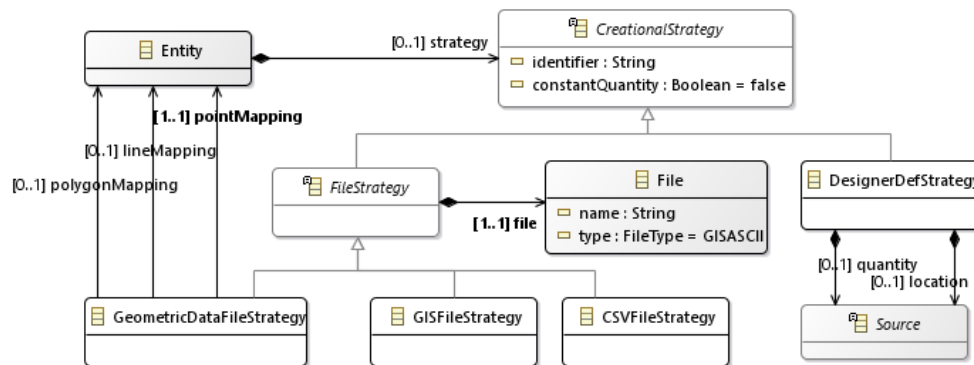 CreationalStrategy
[0..1] strategy
Entity
identifier : String
constantQuantity : Boolean = false
[1..1] pointMapping
[0..1] lineMapping
[0..1] polygonMapping
FileStrategy
File
DesignerDefStrategy
name : String
type : FileType = GISASCII
[1..1] file
[0..1] quantity
[0..1] location
GeometricDataFileStrategy
GISFileStrategy
CSVFileStrategy
Source